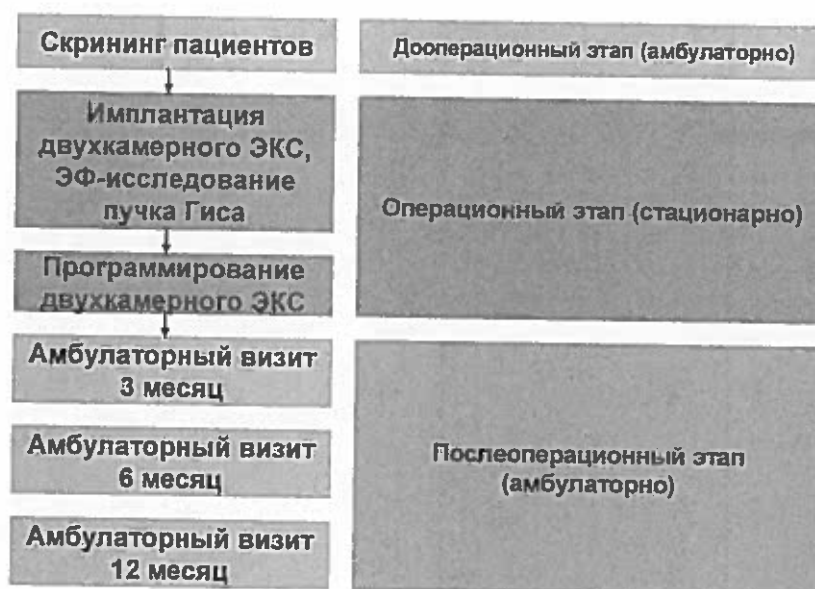 Скрининг пациентов
Дооперационный этап (амбулаторно)
Имплантация
двухкамерного ЭКС,
ЭФ-исследование
пучка Гиса
Операционный этап (стационарно)
Программирование
двухкамерного ЭКС
Амбулаторный визит
3 месяц
Амбулаторный визит
6 месяц
Амбулаторный визит
12 месяц
Послеоперационный этап
(амбулаторно)